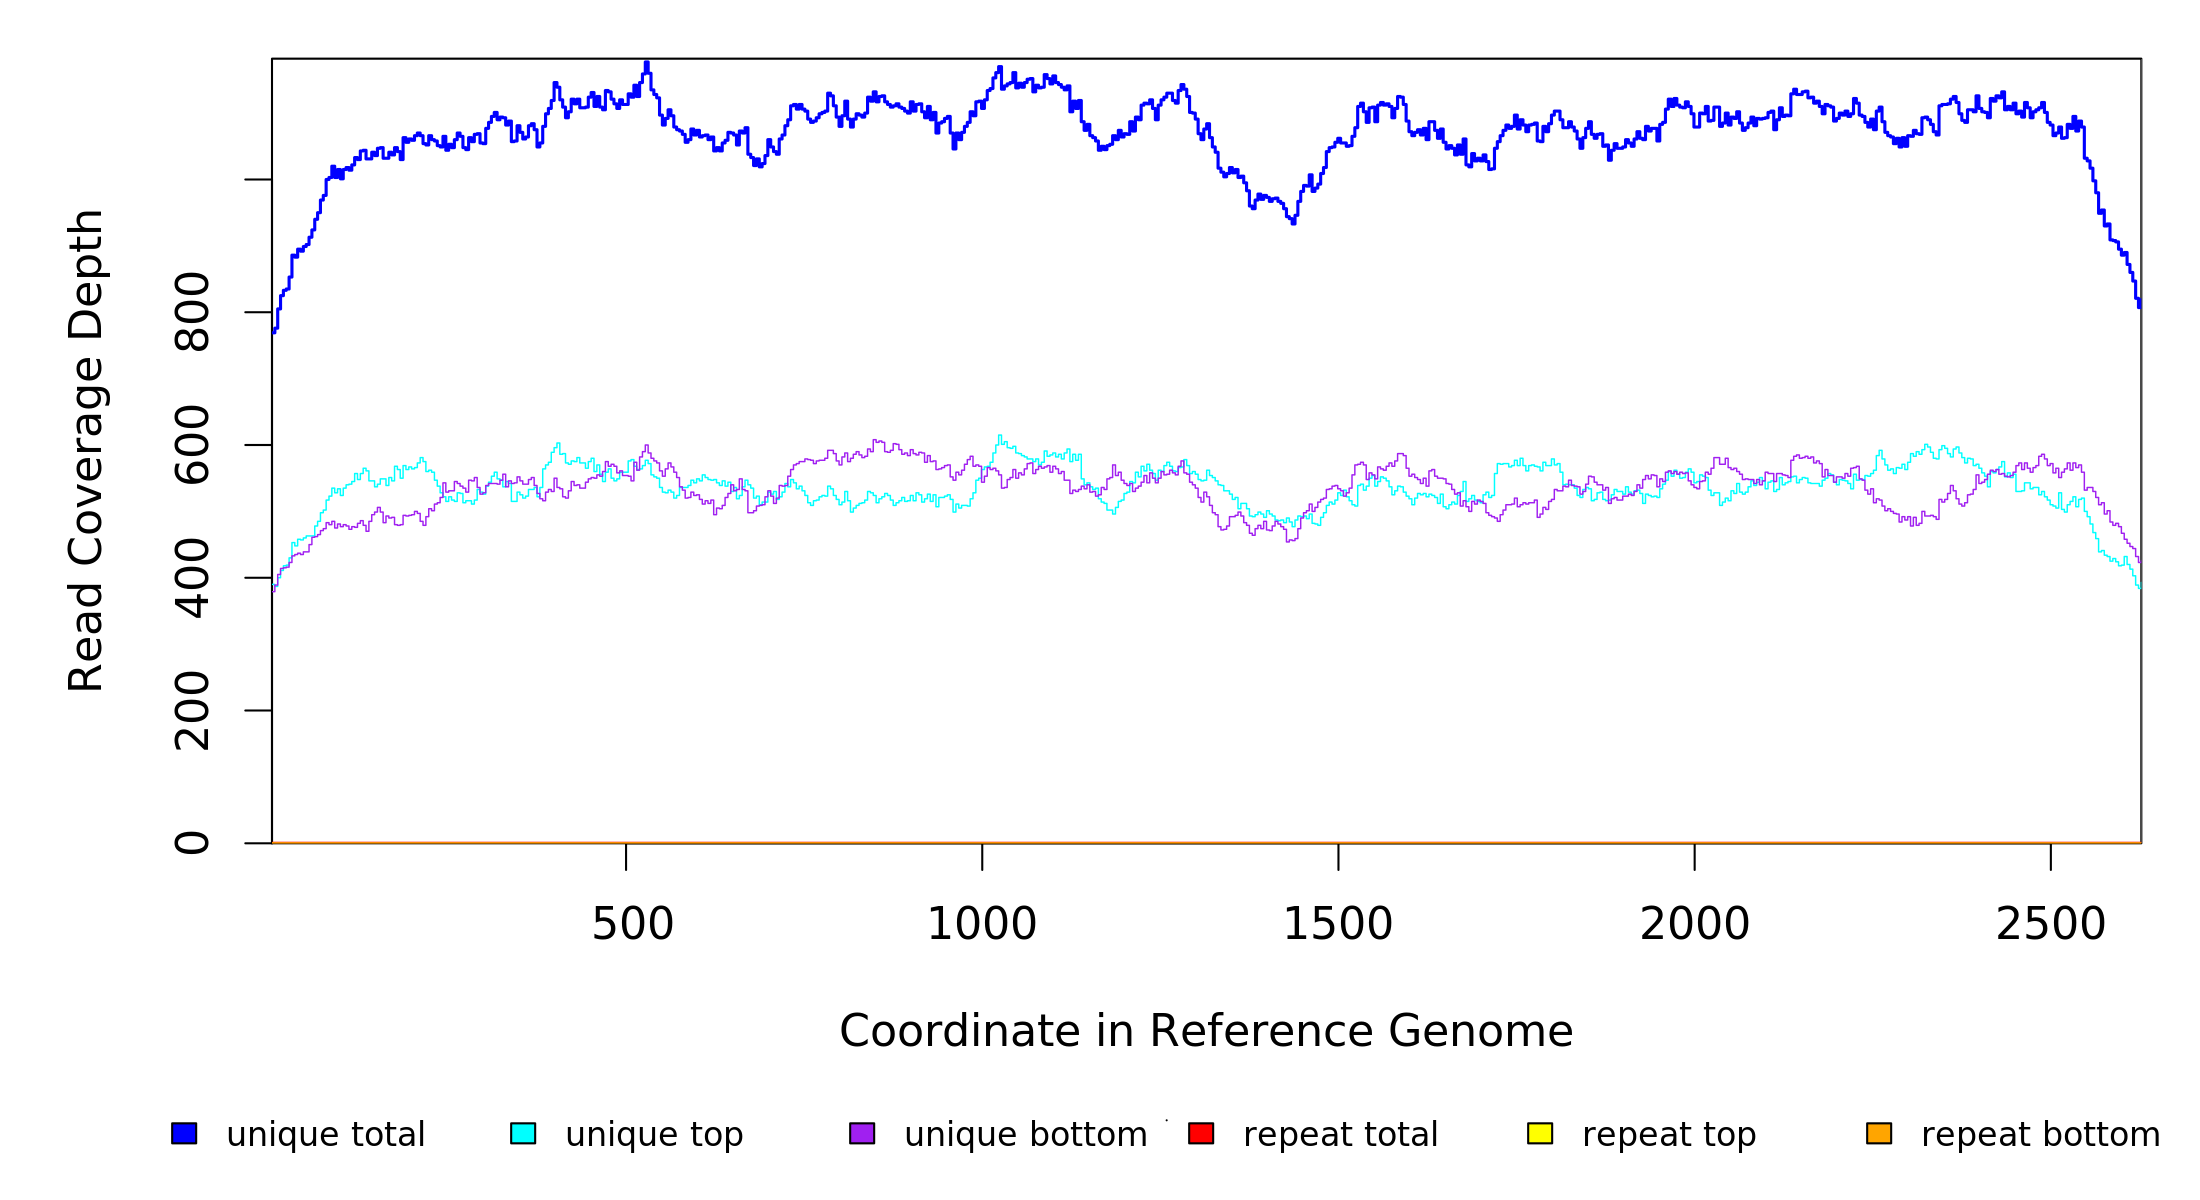 Read Coverage Depth
800
600
400
200
0
500 1000 1500 2000 2500
Coordinate in Reference Genome
unique total unique top unique bottom repeat total repeat top repeat bottom